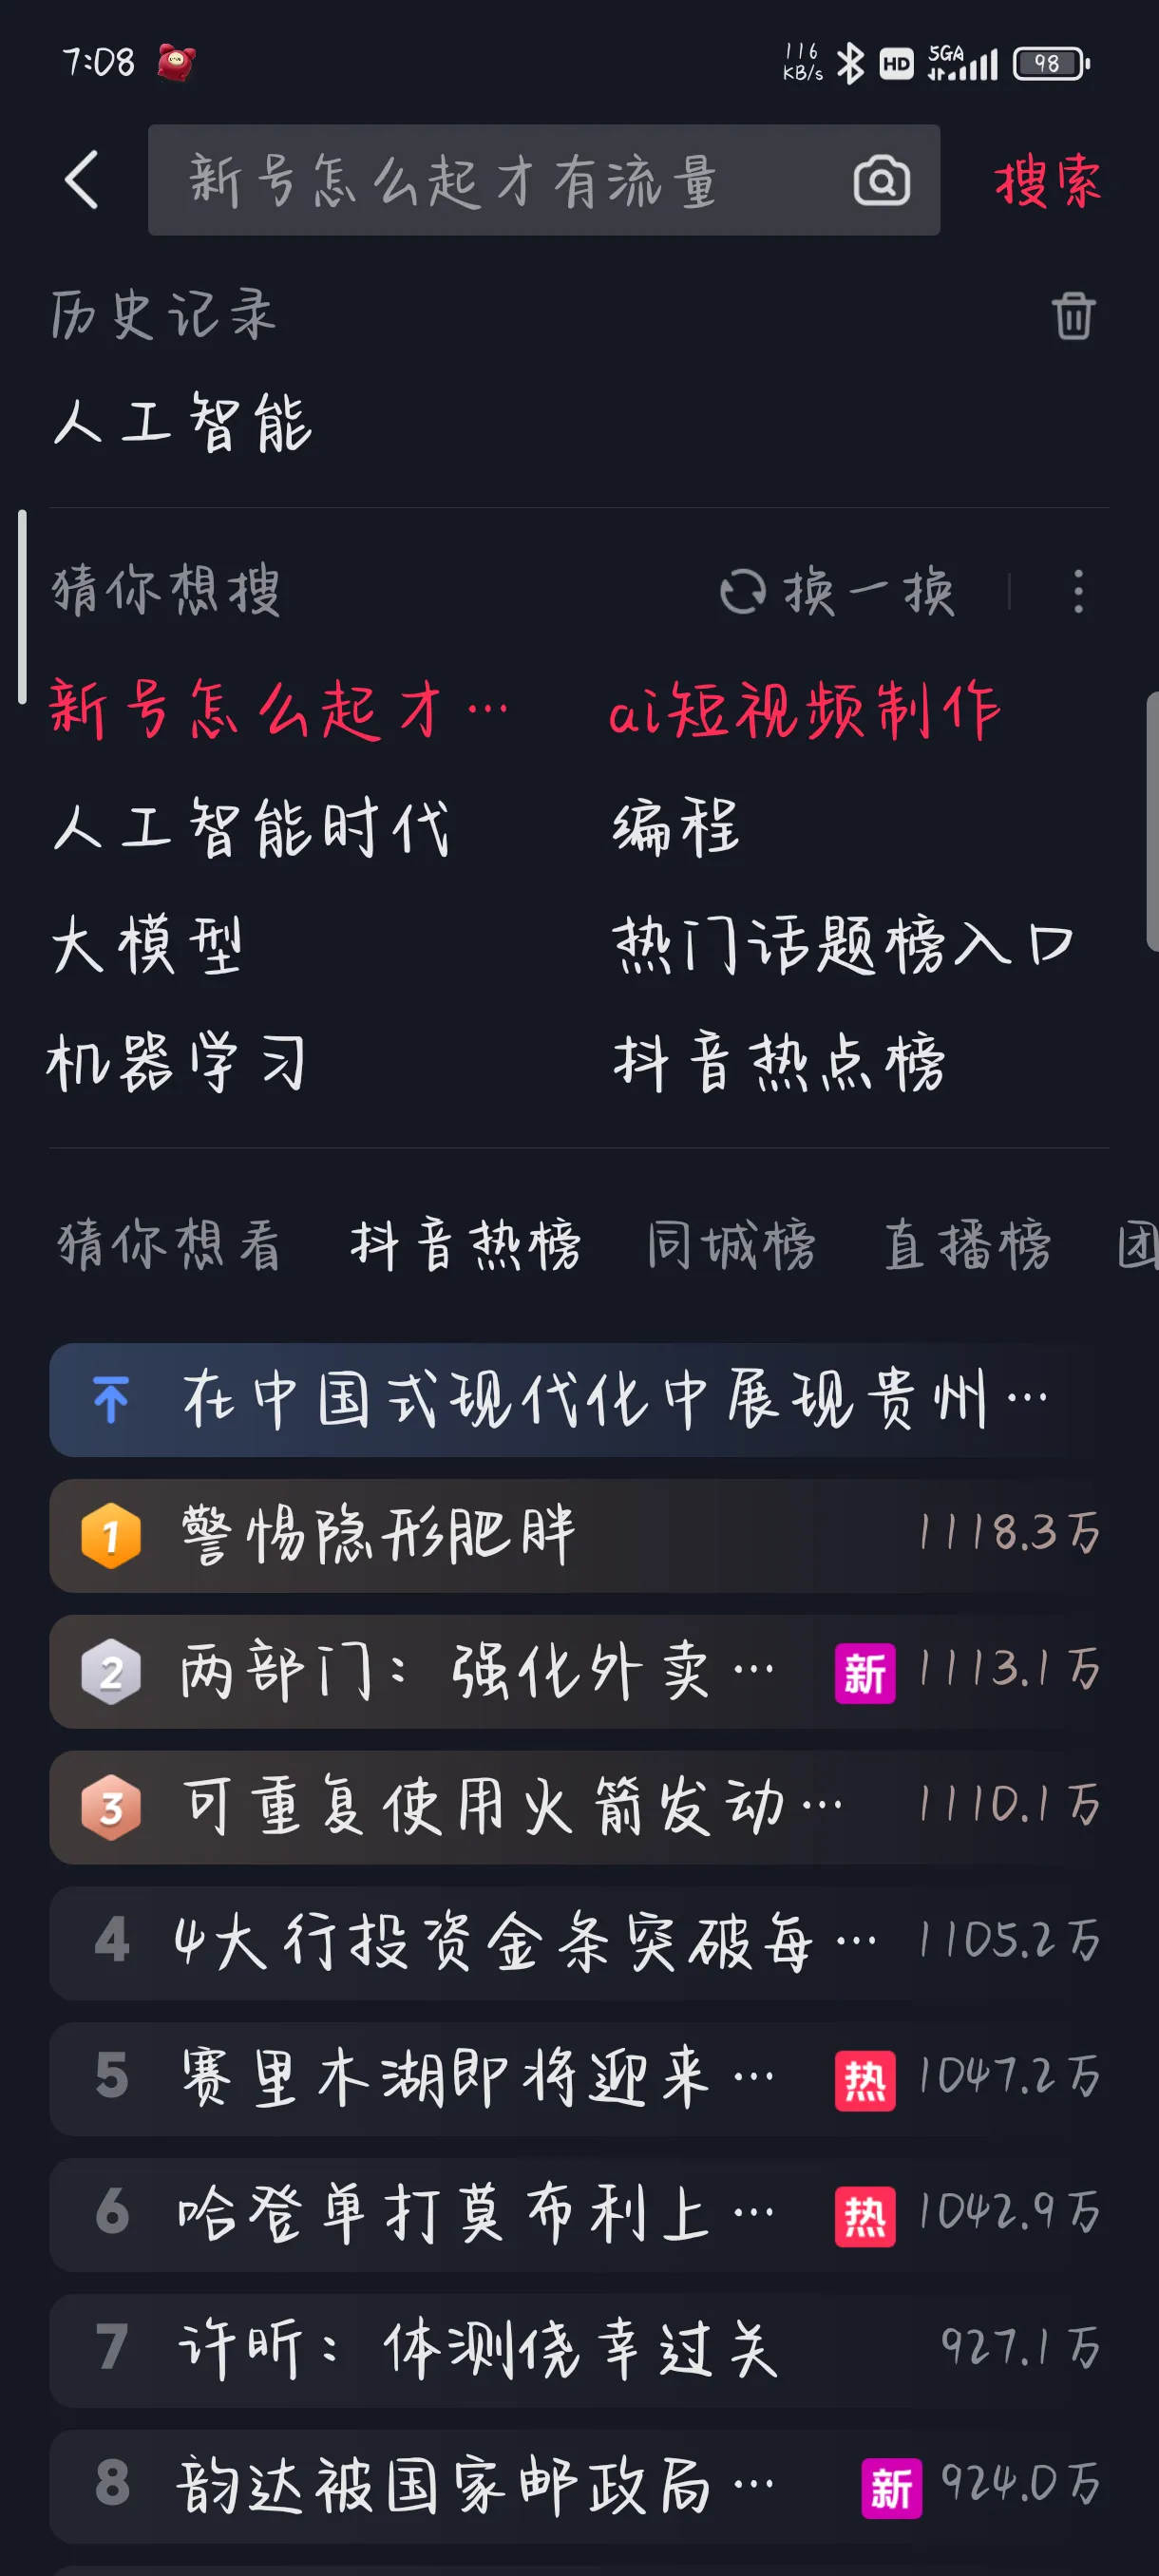 7:08 116 KB/s HD 5GA 98
新号怎么起才有流量 搜索
历史记录
人工智能
猜你想搜 换一换
新号怎么起才… ai短视频制作
人工智能时代 编程
大模型 热门话题榜入口
机器学习 抖音热点榜
猜你想看 抖音热榜 同城榜 直播榜 团
在中国式现代化中展现贵州…
1 警惕隐形肥胖 1118.3万
2 两部门：强化外卖… 新 1113.1万
3 可重复使用火箭发动… 1110.1万
4 4大行投资金条突破每… 1105.2万
5 赛里木湖即将迎来… 热 1047.2万
6 哈登单打莫布利上… 热 1042.9万
7 许昕：体测侥幸过关 927.1万
8 韵达被国家邮政局… 新 924.0万